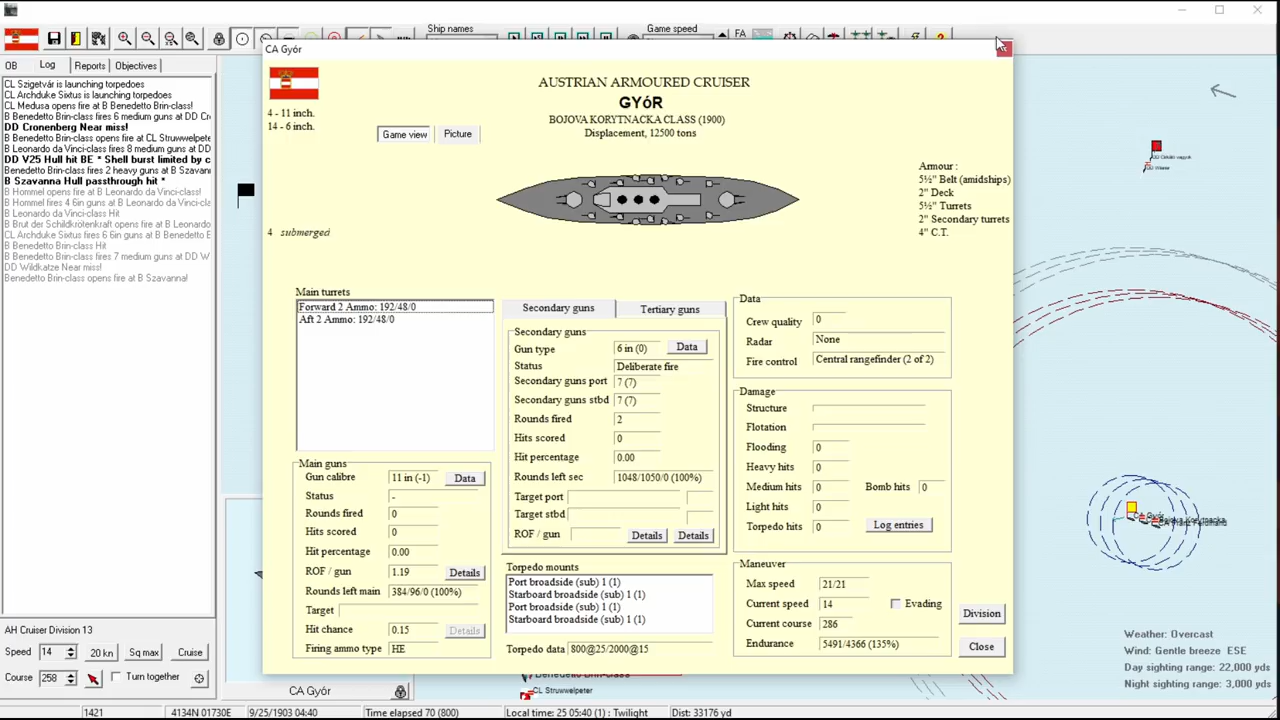 Ship names
Game speed
FA
OB
Log
Reports
Objectives
CL Szigetvár is launching torpedoes
CL Archduke Sixtus is launching torpedoes
CL Medusa opens fire at B Benedetto Brin-class!
B Benedetto Brin-class fires 6 medium guns at DD Cr
DD Cronenberg Near miss!
B Benedetto Brin-class opens fire at CL Struwwelpeter
B Leonardo da Vinci-class fires 8 medium guns at DD
DD V25 Hull hit BE * Shell burst limited by c
Benedetto Brin-class fires 2 heavy guns at B Szavann
B Szavanna Hull passthrough hit *
B Hommel opens fire at B Leonardo da Vinci-class!
B Hommel fires 4 6in guns at B Leonardo da Vinci-cl
B Leonardo da Vinci-class Hit
B Brut der Schildkrötenkraft opens fire at B Leonardo
CL Archduke Sixtus fires 6 6in guns at B Benedetto E
B Benedetto Brin-class Hit
B Benedetto Brin-class fires 7 medium guns at DD W
DD Wildkatze Near miss!
Benedetto Brin-class opens fire at B Szavanna!
AH Cruiser Division 13
Speed 14 20 kn Sq max Cruise
Course 258 Turn together
CA Gyór
AUSTRIAN ARMOURED CRUISER
GYóR
BOJOVA KORYTNACKA CLASS (1900)
Displacement, 12500 tons
4 - 11 inch.
14 - 6 inch.
Game view
Picture
4 submerged
Armour :
5½" Belt (amidships)
2" Deck
5½" Turrets
2" Secondary turrets
4" C.T.
Main turrets
Forward 2 Ammo: 192/48/0
Aft 2 Ammo: 192/48/0
Main guns
Gun calibre 11 in (-1) Data
Status -
Rounds fired 0
Hits scored 0
Hit percentage 0.00
ROF / gun 1.19 Details
Rounds left main 384/96/0 (100%)
Target
Hit chance 0.15 Details
Firing ammo type HE
Secondary guns
Tertiary guns
Secondary guns
Gun type 6 in (0) Data
Status Deliberate fire
Secondary guns port 7 (7)
Secondary guns stbd 7 (7)
Rounds fired 2
Hits scored 0
Hit percentage 0.00
Rounds left sec 1048/1050/0 (100%)
Target port
Target stbd
ROF / gun Details Details
Torpedo mounts
Port broadside (sub) 1 (1)
Starboard broadside (sub) 1 (1)
Port broadside (sub) 1 (1)
Starboard broadside (sub) 1 (1)
Torpedo data 800@25/2000@15
Data
Crew quality 0
Radar None
Fire control Central rangefinder (2 of 2)
Damage
Structure
Flotation
Flooding 0
Heavy hits 0
Medium hits 0 Bomb hits 0
Light hits 0
Torpedo hits 0 Log entries
Maneuver
Max speed 21/21
Current speed 14 Evading
Current course 286
Endurance 5491/4366 (135%)
Division
Close
CA Gyór
CL Struwwelpeter
Weather: Overcast
Wind: Gentle breeze ESE
Day sighting range: 22,000 yds
Night sighting range: 3,000 yds
1421
4134N 01730E
9/25/1903 04:40
Time elapsed 70 (800)
Local time: 25 05:40 (1) : Twilight
Dist: 33176 yd